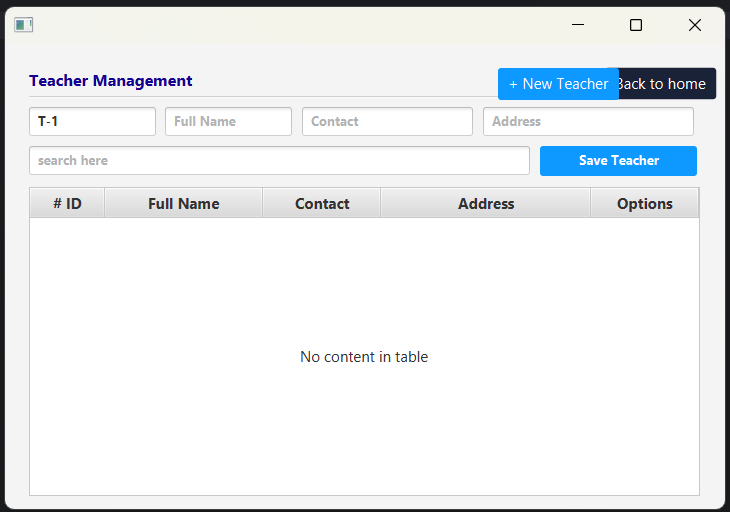 Teacher Management
+ New Teacher Back to home
T-1 Full Name Contact Address
search here Save Teacher
# ID Full Name Contact Address Options
No content in table